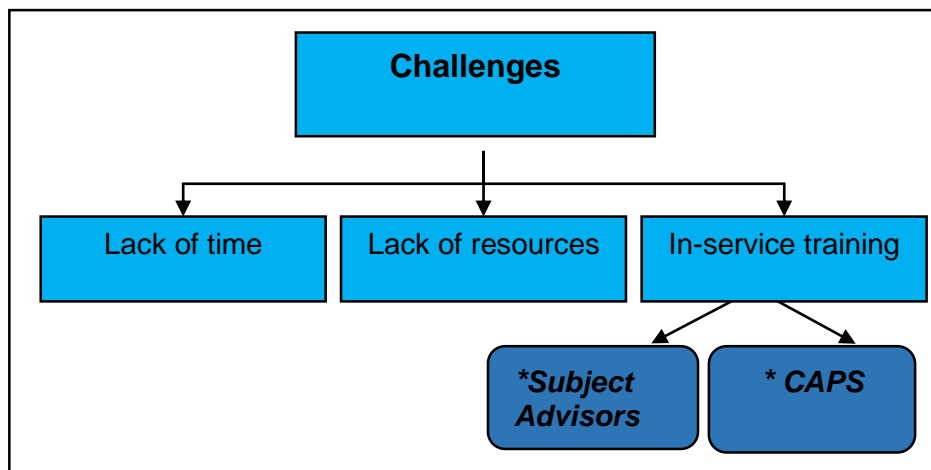 Challenges
Lack of time
Lack of resources
In-service training
*Subject
Advisors
* CAPS